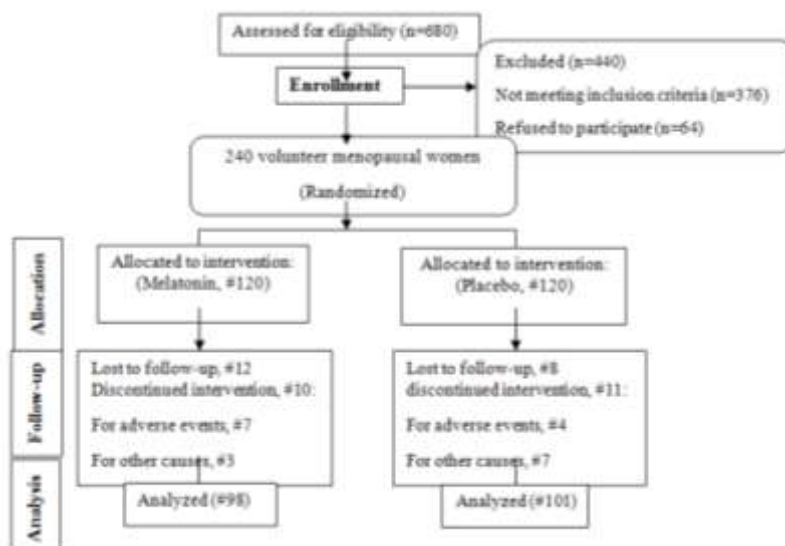 Assessed for eligibility (n=680)
Enrollment
Excluded (n=440)
Not meeting inclusion criteria (n=376)
Refused to participate (n=64)
240 volunteer menopausal women
(Randomized)
Allocation
Allocated to intervention:
(Melatonin, #120)
Allocated to intervention:
(Placebo, #120)
Follow-up
Lost to follow-up, #12
Discontinued intervention, #10:
For adverse events, #7
For other causes, #3
Lost to follow-up, #8
discontinued intervention, #11:
For adverse events, #4
For other causes, #7
Analysis
Analyzed (#98)
Analyzed (#101)